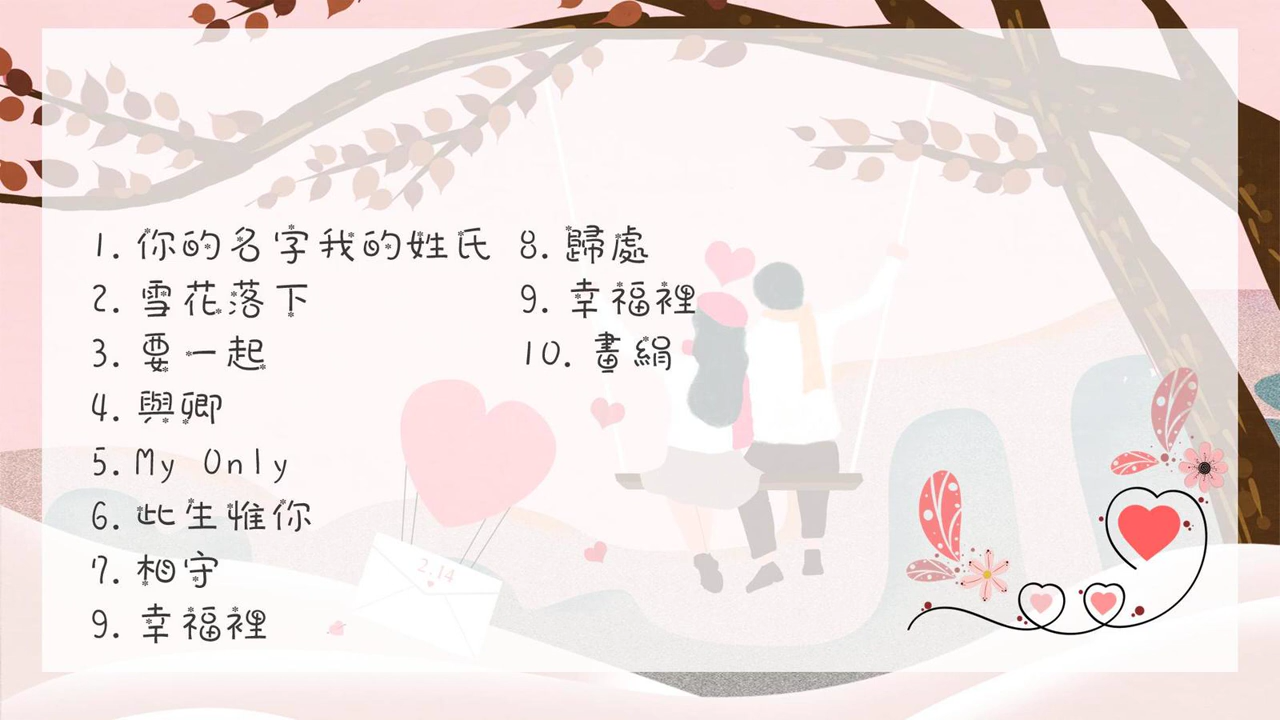 1. 你的名字我的姓氏
2. 雪花落下
3. 要一起
4. 與卿
5. My Only
6. 此生惟你
7. 相守
9. 幸福裡
8. 歸處
9. 幸福裡
10. 畫絹
2.14